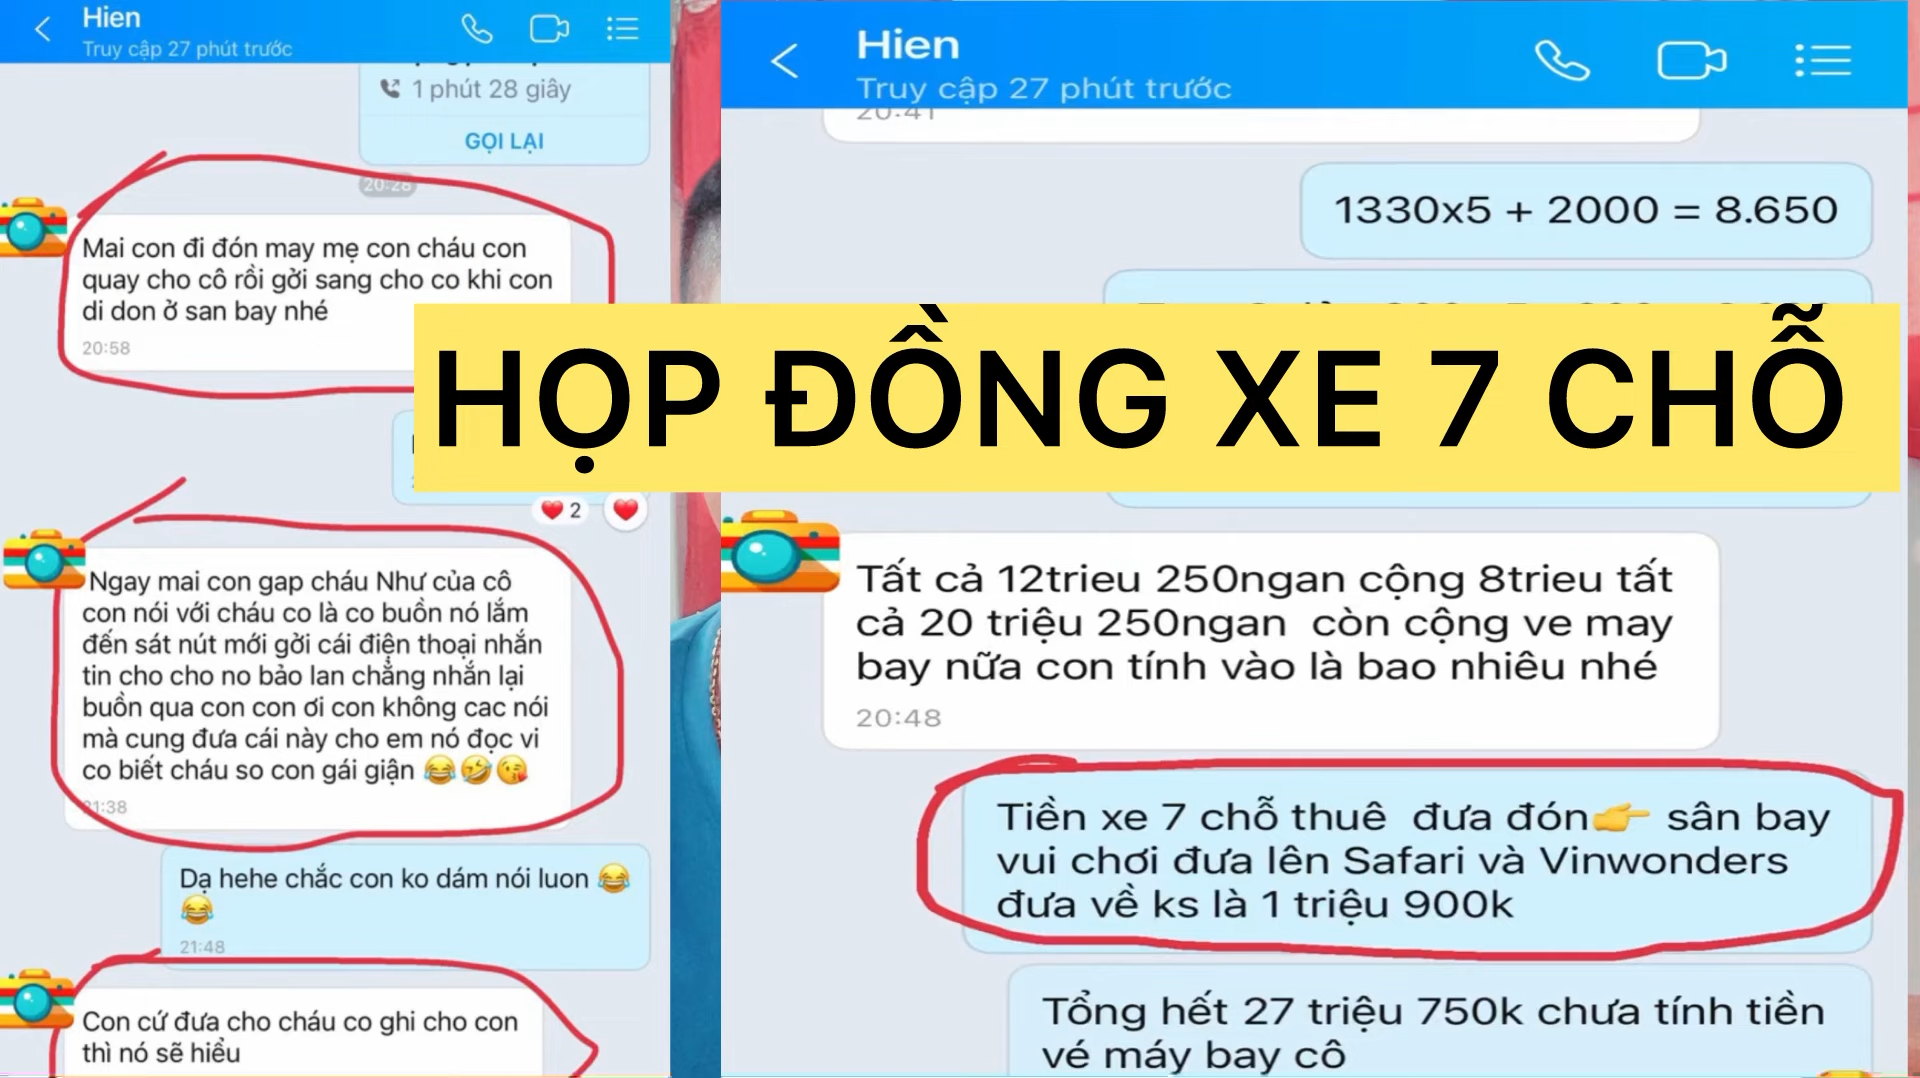 Hien
Truy cập 27 phút trước
1 phút 28 giây
GỌI LẠI
20:28
Mai con đi đón may mẹ con cháu con
quay cho cô rồi gởi sang cho co khi con
di don ở san bay nhé
20:58
❤️ 2 ❤️
Ngay mai con gap cháu Như của cô
con nói với cháu co là co buồn nó lắm
đến sát nút mới gởi cái điện thoại nhắn
tin cho cho no bảo lan chẳng nhắn lại
buồn qua con con ơi con không cac nói
mà cung đưa cái này cho em nó đọc vi
co biết cháu so con gái giận 😂🤣😘
21:38
Dạ hehe chắc con ko dám nói luon 😂
😂
21:48
Con cứ đưa cho cháu co ghi cho con
thì nó sẽ hiểu
Hien
Truy cập 27 phút trước
20:41
1330x5 + 2000 = 8.650
HỌP ĐỒNG XE 7 CHỖ
Tất cả 12trieu 250ngan cộng 8trieu tất
cả 20 triệu 250ngan còn cộng ve may
bay nữa con tính vào là bao nhiêu nhé
20:48
Tiền xe 7 chỗ thuê đưa đón👉 sân bay
vui chơi đưa lên Safari và Vinwonders
đưa về ks là 1 triệu 900k
Tổng hết 27 triệu 750k chưa tính tiền
vé máy bay cô